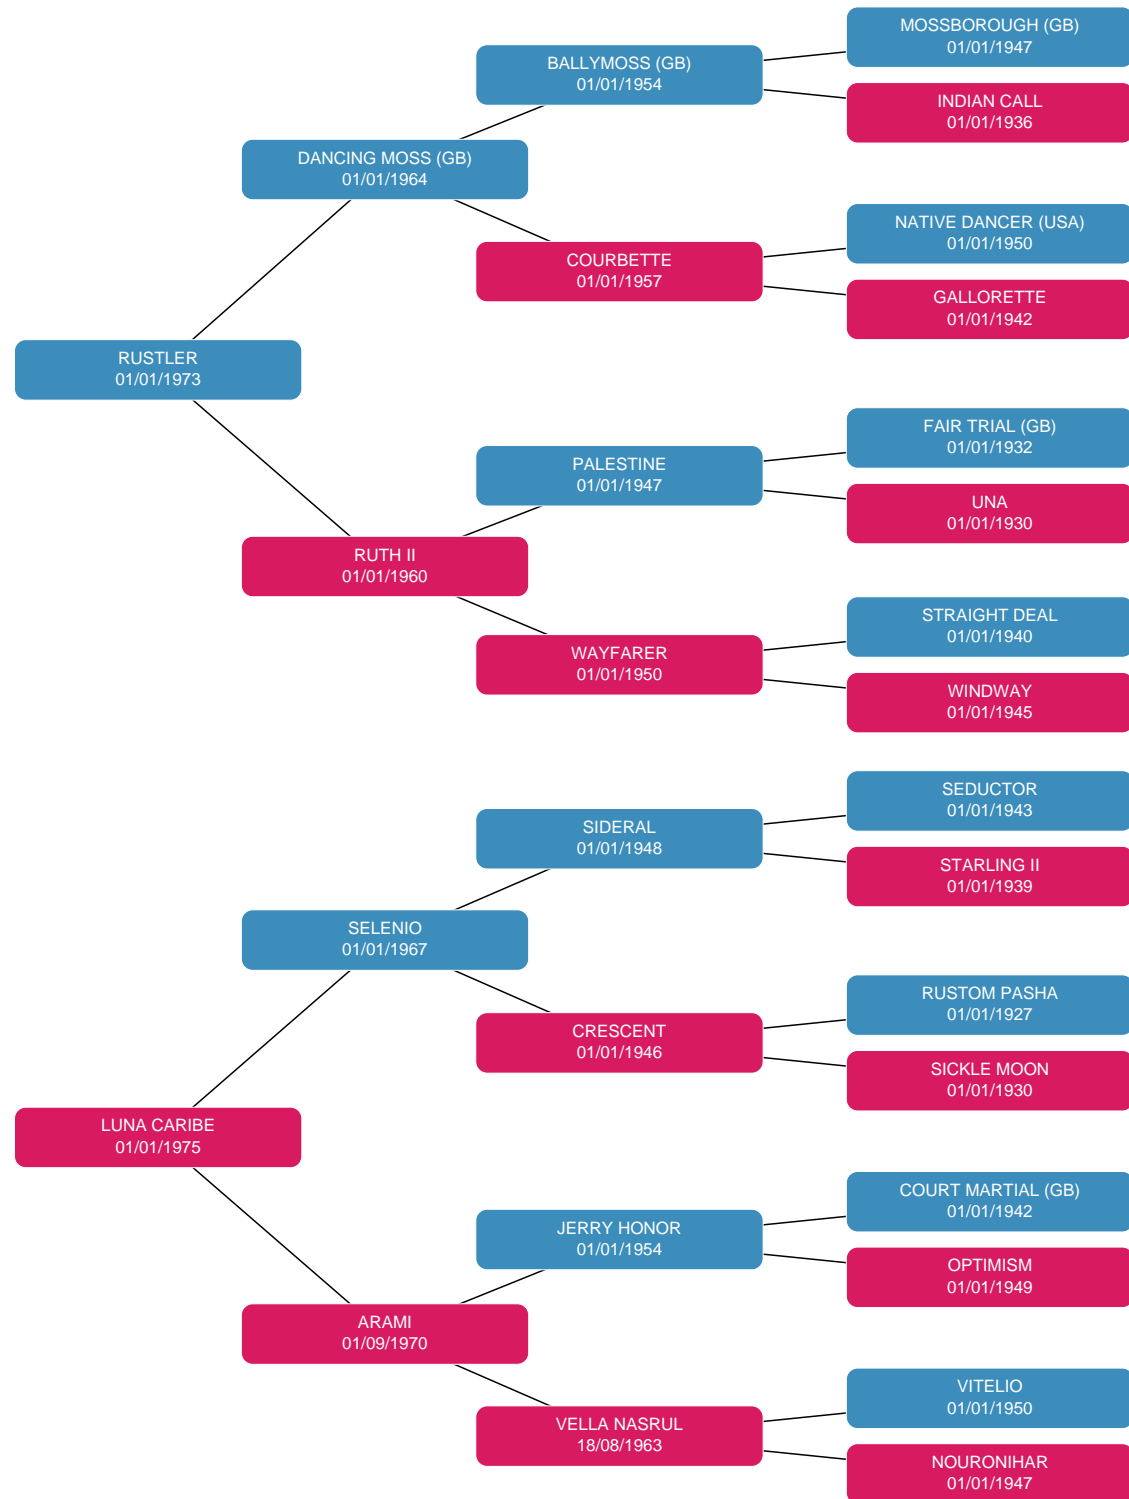 MOSSBOROUGH (GB)
01/01/1947
BALLYMOSS (GB)
01/01/1954
INDIAN CALL
01/01/1936
DANCING MOSS (GB)
01/01/1964
NATIVE DANCER (USA)
01/01/1950
COURBETTE
01/01/1957
GALLORETTE
01/01/1942
RUSTLER
01/01/1973
FAIR TRIAL (GB)
01/01/1932
PALESTINE
01/01/1947
UNA
01/01/1930
RUTH II
01/01/1960
STRAIGHT DEAL
01/01/1940
WAYFARER
01/01/1950
WINDWAY
01/01/1945
SEDUCTOR
01/01/1943
SIDERAL
01/01/1948
STARLING II
01/01/1939
SELENIO
01/01/1967
RUSTOM PASHA
01/01/1927
CRESCENT
01/01/1946
SICKLE MOON
01/01/1930
LUNA CARIBE
01/01/1975
COURT MARTIAL (GB)
01/01/1942
JERRY HONOR
01/01/1954
OPTIMISM
01/01/1949
ARAMI
01/09/1970
VITELIO
01/01/1950
VELLA NASRUL
18/08/1963
NOURONIHAR
01/01/1947